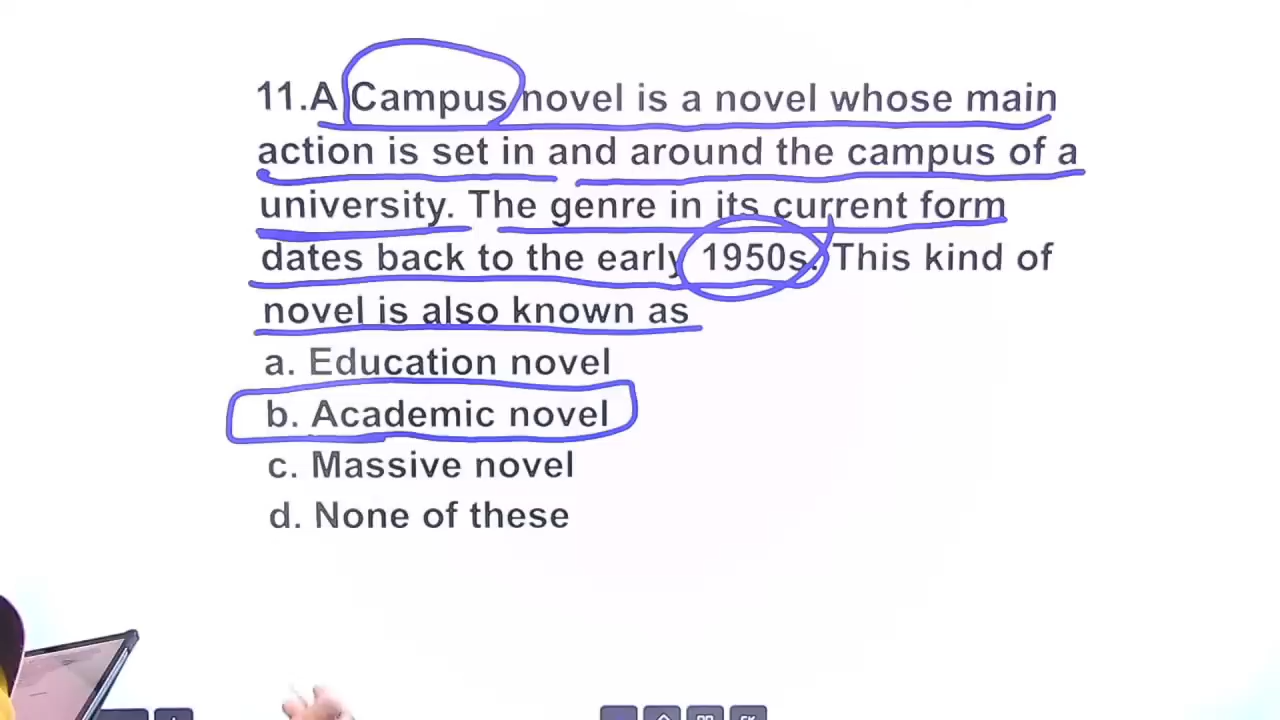 11.A Campus novel is a novel whose main
action is set in and around the campus of a
university. The genre in its current form
dates back to the early 1950s. This kind of
novel is also known as
a. Education novel
b. Academic novel
c. Massive novel
d. None of these